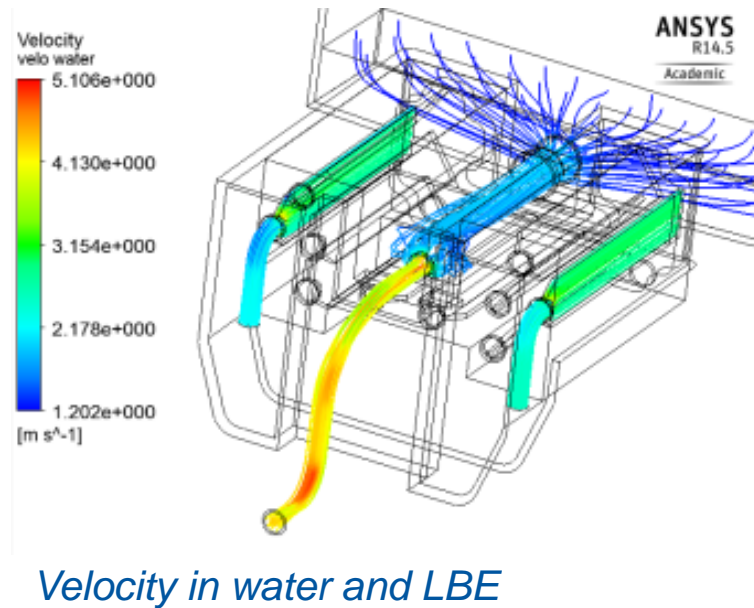 Velocity
velo water
5.106e+000
4.130e+000
3.154e+000
2.178e+000
1.202e+000
[m s^-1]
ANSYS
R14.5
Academic
Velocity in water and LBE